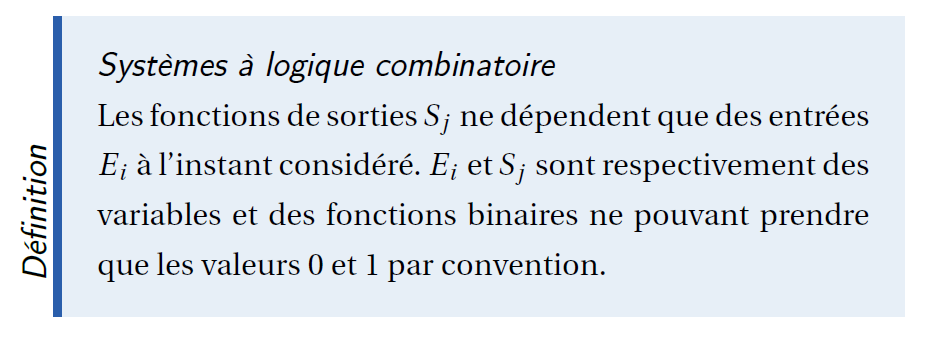 Définition
Systèmes à logique combinatoire
Les fonctions de sorties $S_j$ ne dépendent que des entrées
$E_i$ à l'instant considéré. $E_i$ et $S_j$ sont respectivement des
variables et des fonctions binaires ne pouvant prendre
que les valeurs 0 et 1 par convention.